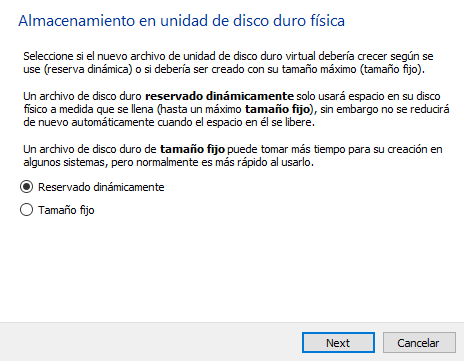 Almacenamiento en unidad de disco duro física
Seleccione si el nuevo archivo de unidad de disco duro virtual debería crecer según se
use (reserva dinámica) o si debería ser creado con su tamaño máximo (tamaño fijo).
Un archivo de disco duro reservado dinámicamente solo usará espacio en su disco
físico a medida que se llena (hasta un máximo tamaño fijo), sin embargo no se reducirá
de nuevo automáticamente cuando el espacio en él se libere.
Un archivo de disco duro de tamaño fijo puede tomar más tiempo para su creación en
algunos sistemas, pero normalmente es más rápido al usarlo.
Reservado dinámicamente
Tamaño fijo
Next
Cancelar